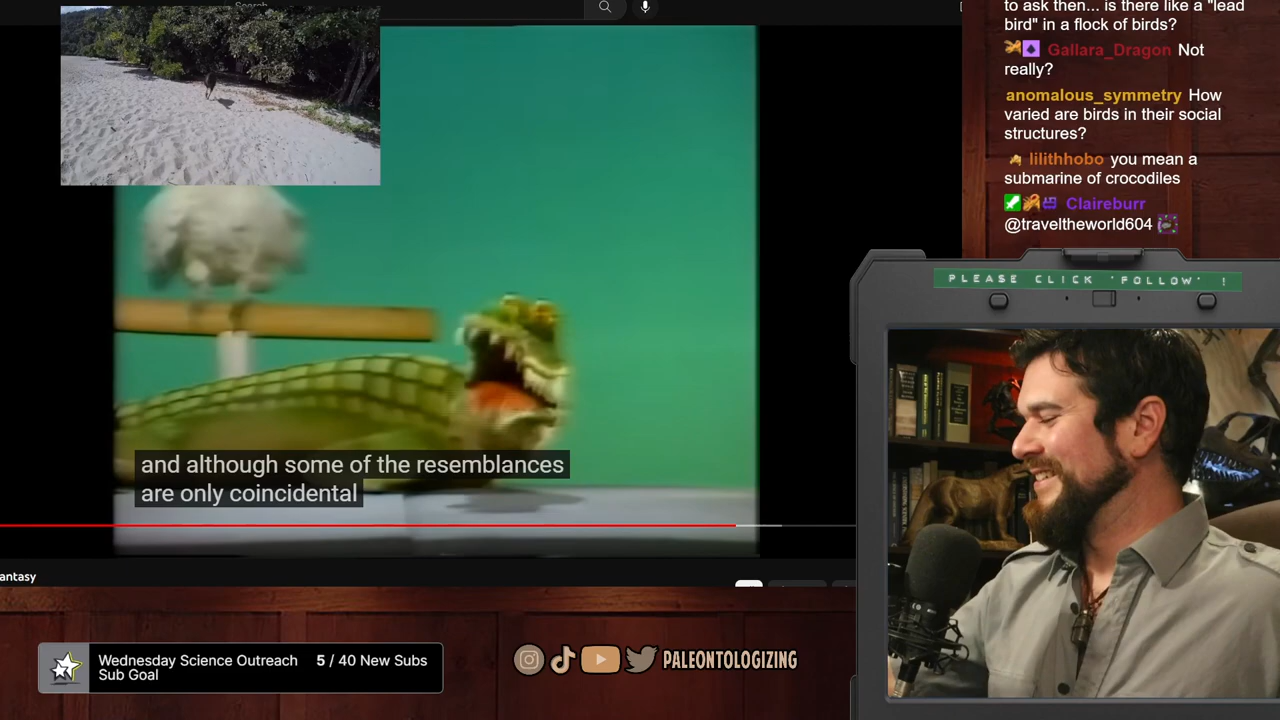 Search
and although some of the resemblances
are only coincidental
antasy
to ask then... is there like a "lead
bird" in a flock of birds?
Gallara_Dragon Not
really?
anomalous_symmetry How
varied are birds in their social
structures?
lilithhobo you mean a
submarine of crocodiles
Claireburr
@traveltheworld604
PLEASE CLICK 'FOLLOW' !
Wednesday Science Outreach 5 / 40 New Subs
Sub Goal
PALEONTOLOGIZING